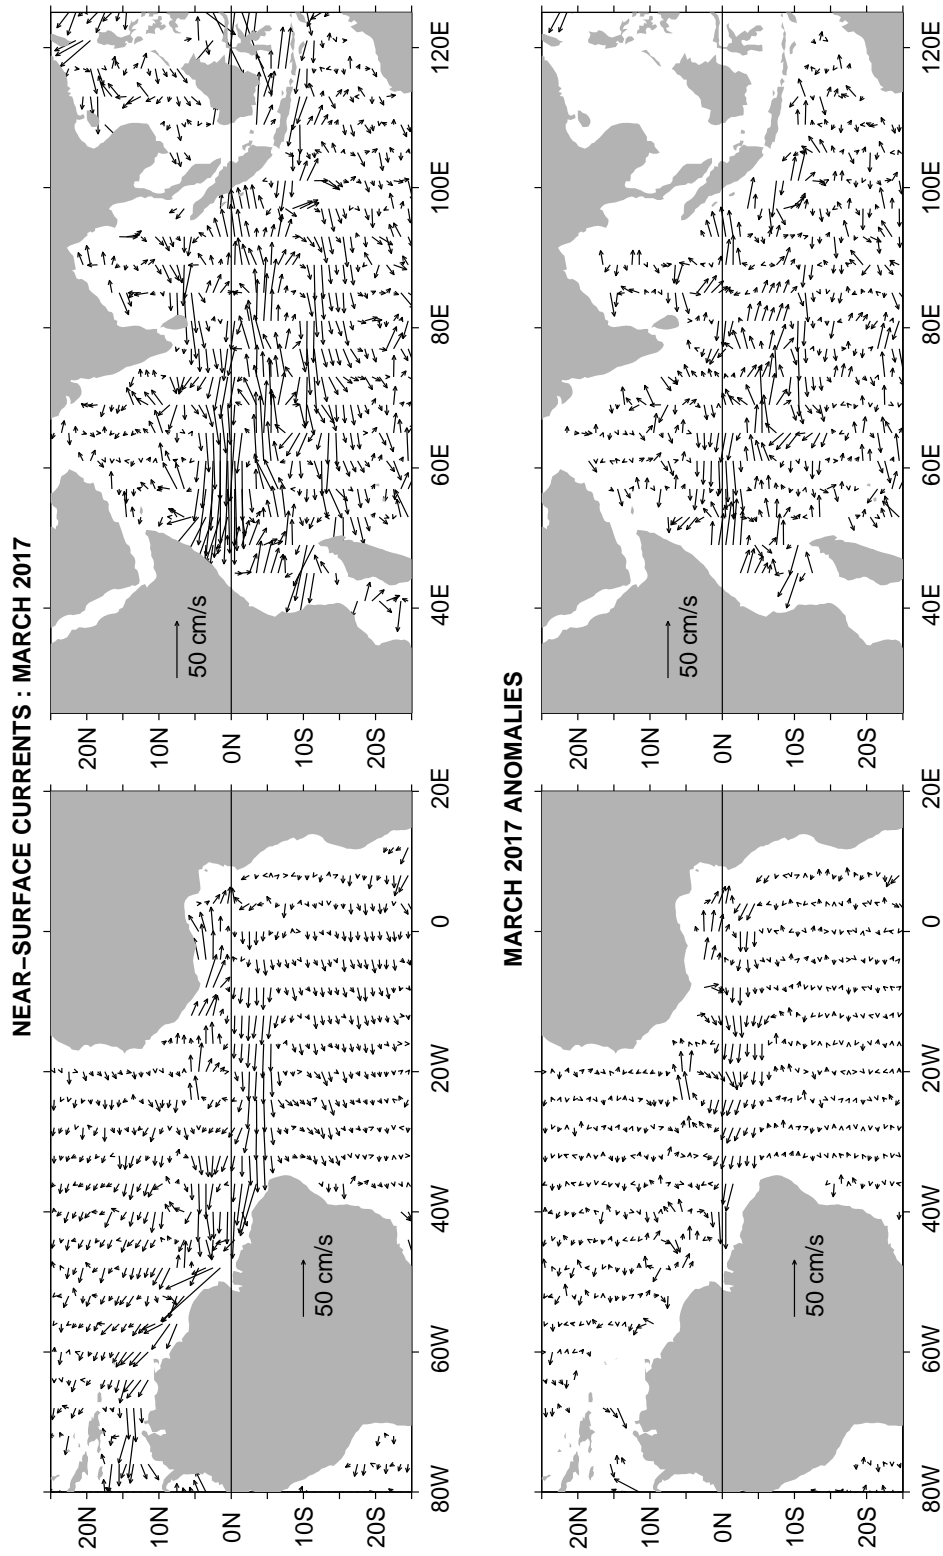 NEAR–SURFACE CURRENTS : MARCH 2017
20N
10N
0N
10S
20S
80W
60W
40W
20W
0
20E
50 cm/s
20N
10N
0N
10S
20S
40E
60E
80E
100E
120E
50 cm/s
MARCH 2017 ANOMALIES
20N
10N
0N
10S
20S
80W
60W
40W
20W
0
20E
50 cm/s
20N
10N
0N
10S
20S
40E
60E
80E
100E
120E
50 cm/s